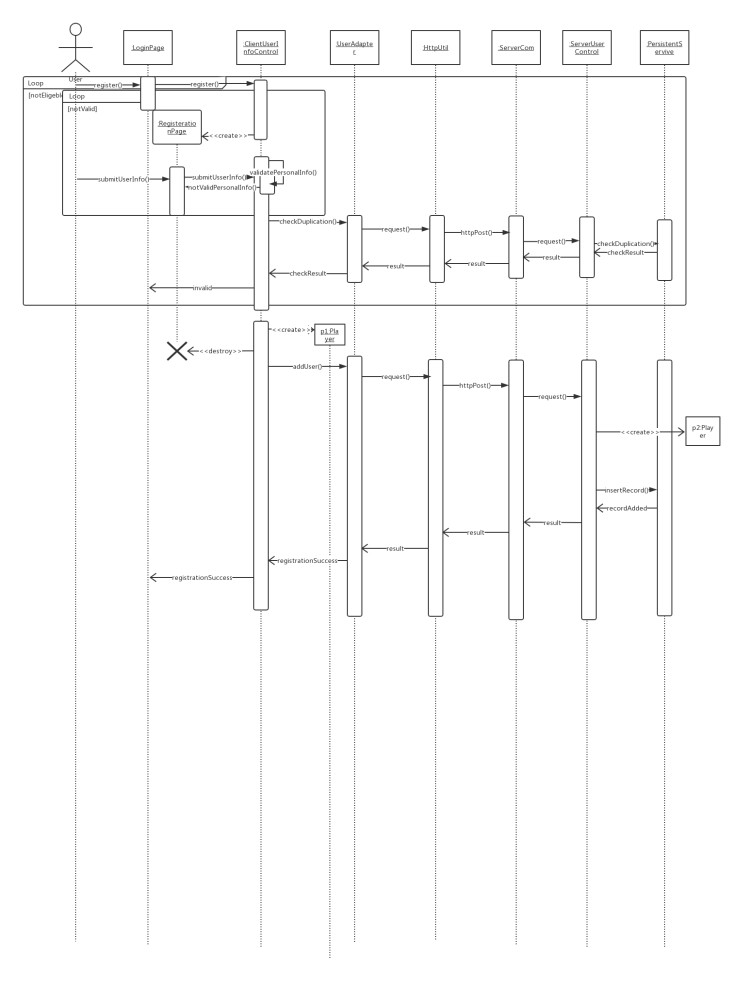 :LoginPage
:ClientUserI
nfoControl
:UserAdapte
r
:HttpUtil
:ServerCom
:ServerUser
Control
:PersistentS
ervive
User
Loop
register()
register()
Loop
[notValid]
:Registeratio
nPage
<<create>>
validatePersonalInfo()
submitUserInfo()
submitUsserInfo()
notValidPersonalInfo()
checkDuplication()
request()
httpPost()
request()
checkDuplication()
checkResult
result
result
result
checkResult
invalid
<<create>>
p1:Pla
yer
<<destroy>>
addUser()
request()
httpPost()
request()
<<create>>
p2:Play
er
insertRecord()
recordAdded
result
result
result
registrationSuccess
registrationSuccess